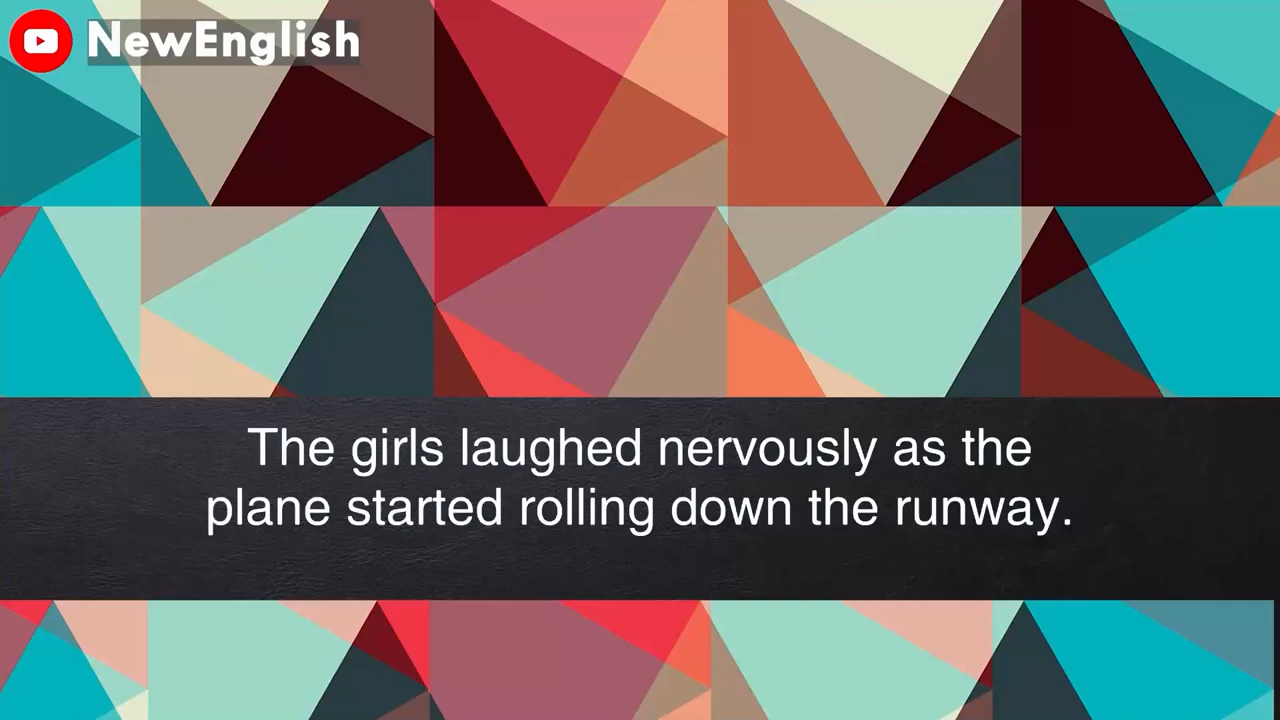 NewEnglish
The girls laughed nervously as the
plane started rolling down the runway.